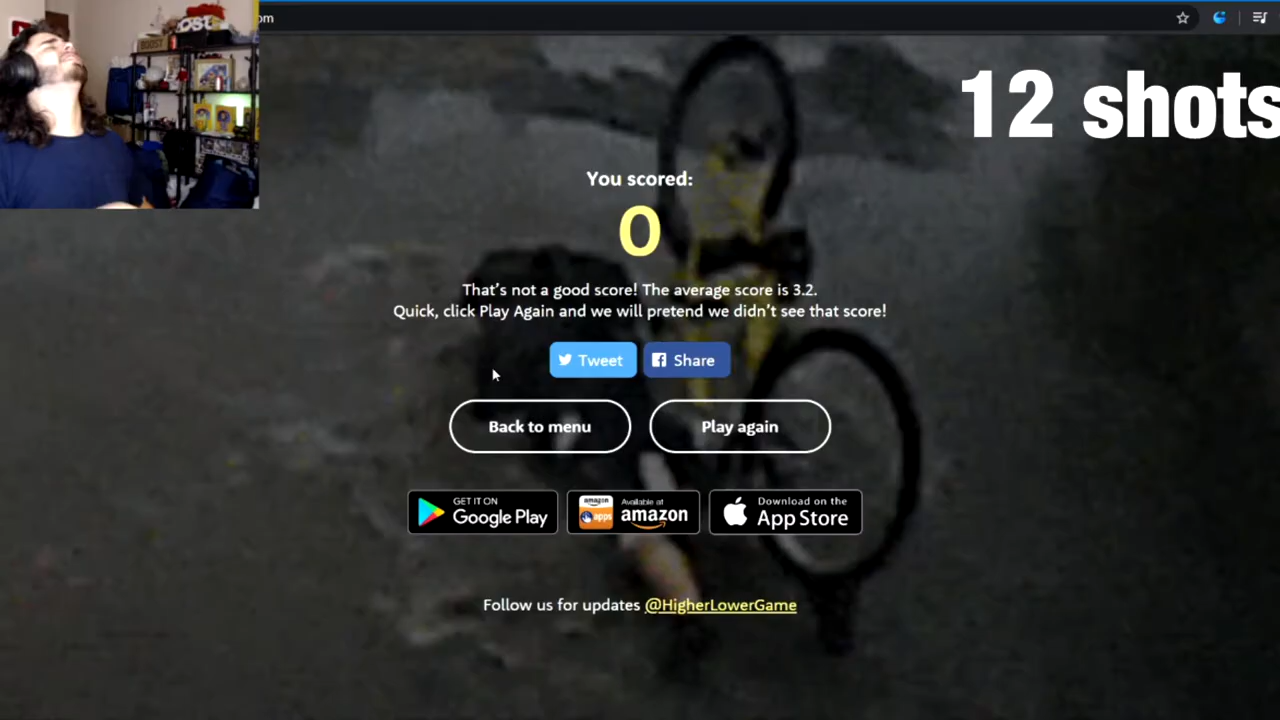 om
BOOST
12 shots
You scored:
0
That's not a good score! The average score is 3.2.
Quick, click Play Again and we will pretend we didn't see that score!
Tweet
Share
Back to menu
Play again
GET IT ON
Google Play
amazon
apps
Available at
amazon
Download on the
App Store
Follow us for updates @HigherLowerGame